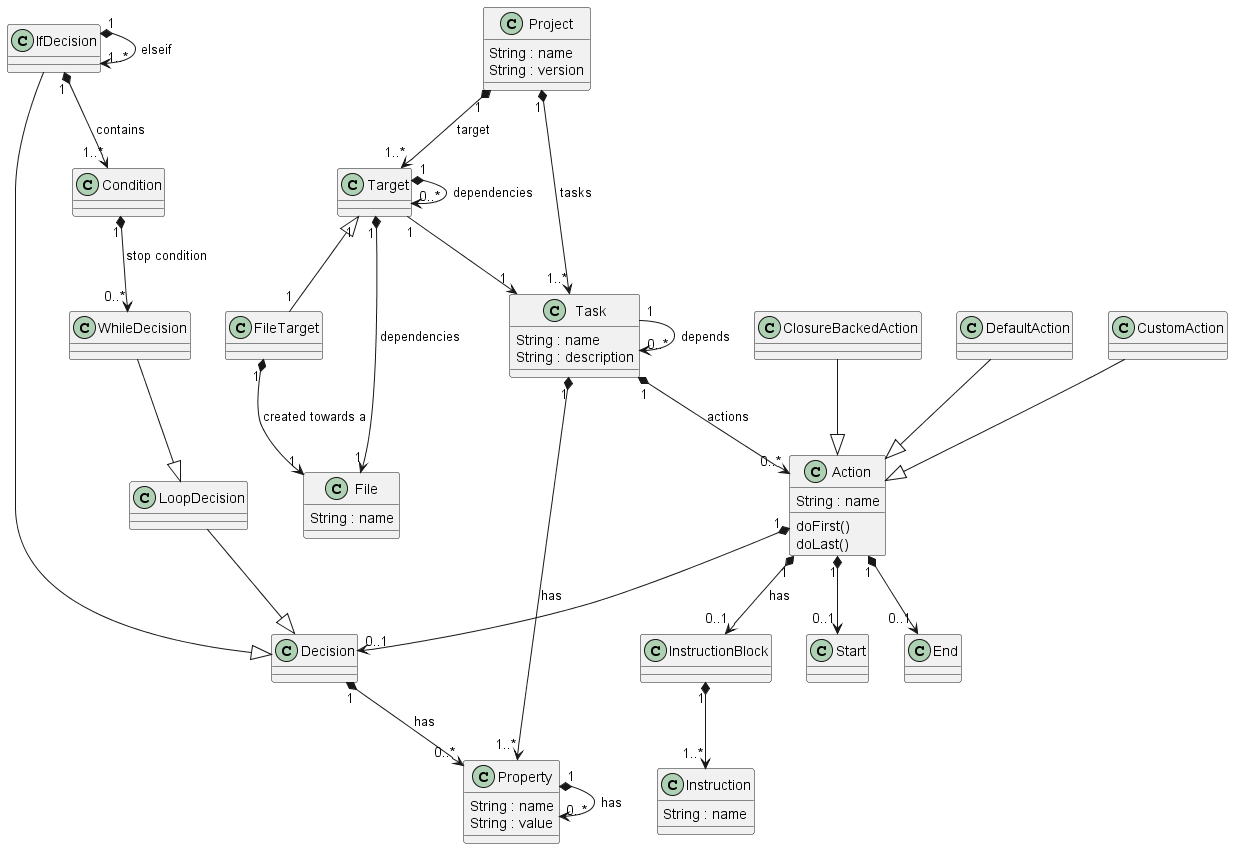 C IfDecision
1
1..*
elseif
1
contains
1..*
C Project
String : name
String : version
1
target
1..*
1
tasks
1..*
C Condition
1
stop condition
0..*
C Target
1
0..*
dependencies
1
1
1
1
1
dependencies
1
C WhileDecision
C FileTarget
1
created towards a
1
C Task
String : name
String : description
1
0..*
depends
1
has
1..*
1
actions
0..*
C ClosureBackedAction
C DefaultAction
C CustomAction
C LoopDecision
C File
String : name
C Action
String : name
doFirst()
doLast()
1
0..1
1
has
0..1
1
0..1
1
0..1
C Decision
1
has
0..*
C InstructionBlock
1
1..*
C Start
C End
C Property
String : name
String : value
1
0..*
has
C Instruction
String : name